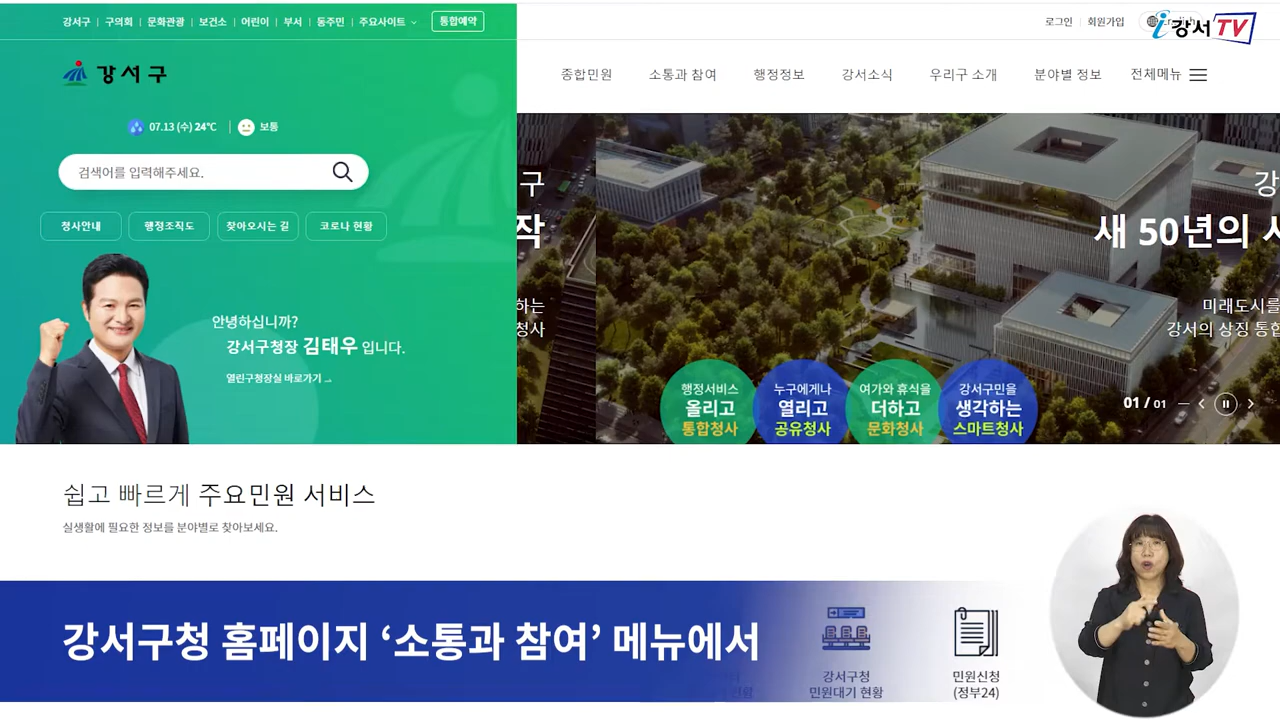 강서구 구의회 문화관광 보건소 어린이 부서 동주민 주요사이트 통합예약
로그인 회원가입 English
i강서TV
강서구
종합민원 소통과 참여 행정정보 강서소식 우리구 소개 분야별 정보 전체메뉴
07.13 (수) 24℃ 보통
검색어를 입력해주세요.
청사안내 행정조직도 찾아오시는 길 코로나 현황
안녕하십니까?
강서구청장 김태우 입니다.
열린구청장실 바로가기
구
작
하는
청사
강
새 50년의
미래도시를
강서의 상징 통합
행정서비스
올리고
통합청사
누구에게나
열리고
공유청사
여가와 휴식을
더하고
문화청사
강서구민을
생각하는
스마트청사
01 / 01
쉽고 빠르게 주요민원 서비스
실생활에 필요한 정보를 분야별로 찾아보세요.
강서구청 홈페이지 ‘소통과 참여’ 메뉴에서
강서구청
민원대기 현황
민원신청
(정부24)